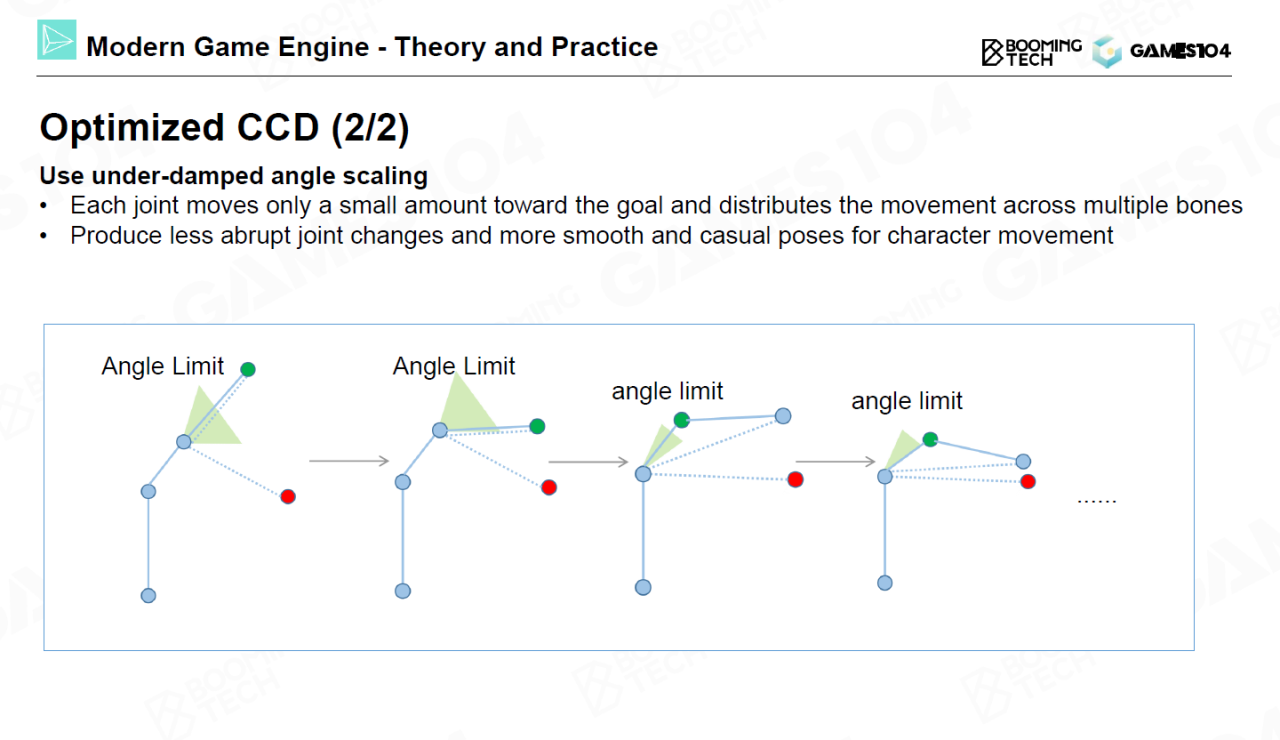 Modern Game Engine - Theory and Practice
BOOMING
TECH
GAMES104
Optimized CCD (2/2)
Use under-damped angle scaling
• Each joint moves only a small amount toward the goal and distributes the movement across multiple bones
• Produce less abrupt joint changes and more smooth and casual poses for character movement
Angle Limit
Angle Limit
angle limit
angle limit
......